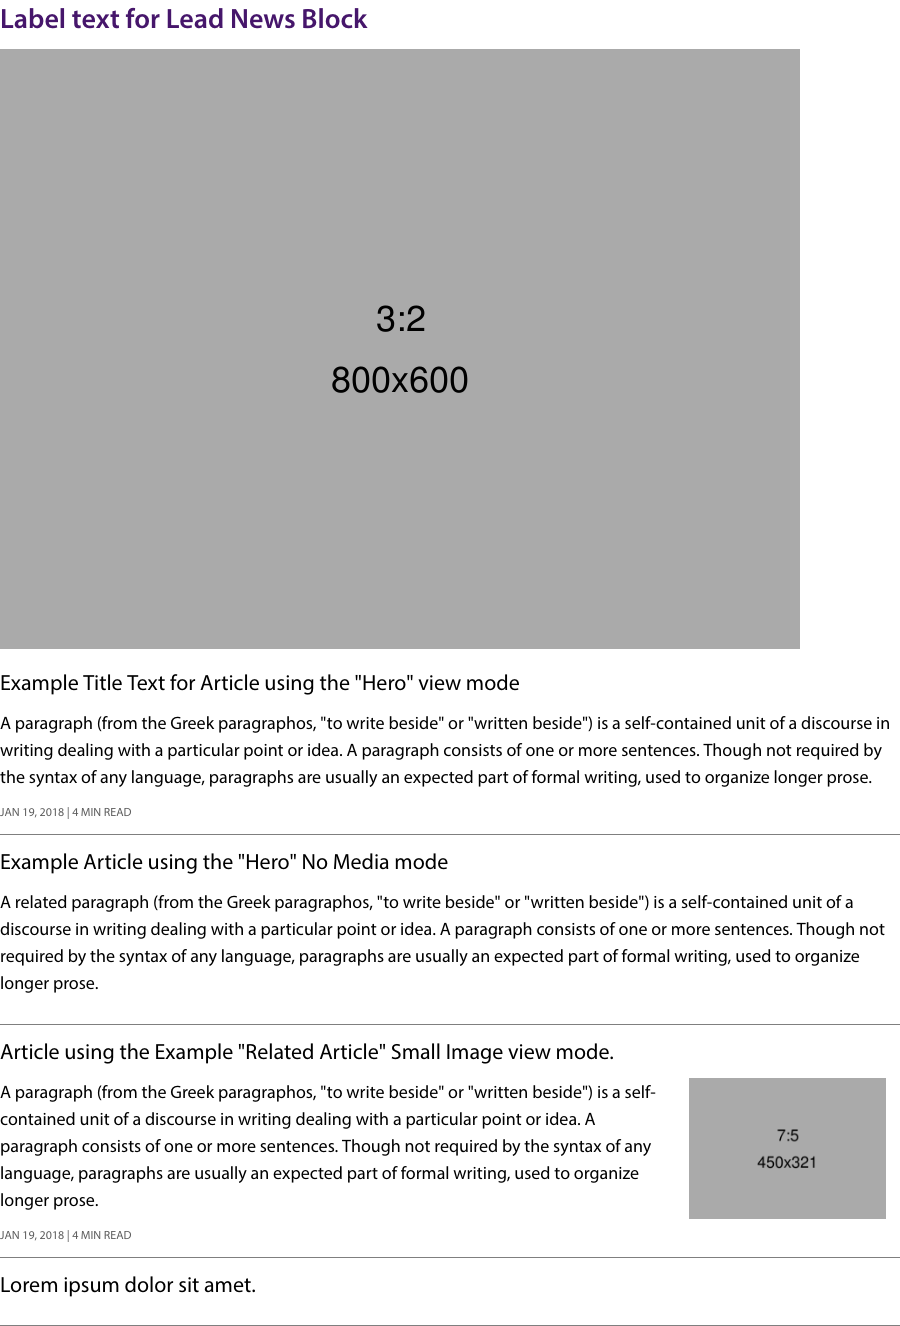 Label text for Lead News Block
3:2
800x600
Example Title Text for Article using the "Hero" view mode
A paragraph (from the Greek paragraphos, "to write beside" or "written beside") is a self-contained unit of a discourse in
writing dealing with a particular point or idea. A paragraph consists of one or more sentences. Though not required by
the syntax of any language, paragraphs are usually an expected part of formal writing, used to organize longer prose.
JAN 19, 2018 | 4 MIN READ
Example Article using the "Hero" No Media mode
A related paragraph (from the Greek paragraphos, "to write beside" or "written beside") is a self-contained unit of a
discourse in writing dealing with a particular point or idea. A paragraph consists of one or more sentences. Though not
required by the syntax of any language, paragraphs are usually an expected part of formal writing, used to organize
longer prose.
Article using the Example "Related Article" Small Image view mode.
A paragraph (from the Greek paragraphos, "to write beside" or "written beside") is a self-
contained unit of a discourse in writing dealing with a particular point or idea. A
paragraph consists of one or more sentences. Though not required by the syntax of any
language, paragraphs are usually an expected part of formal writing, used to organize
longer prose.
7:5
450x321
JAN 19, 2018 | 4 MIN READ
Lorem ipsum dolor sit amet.